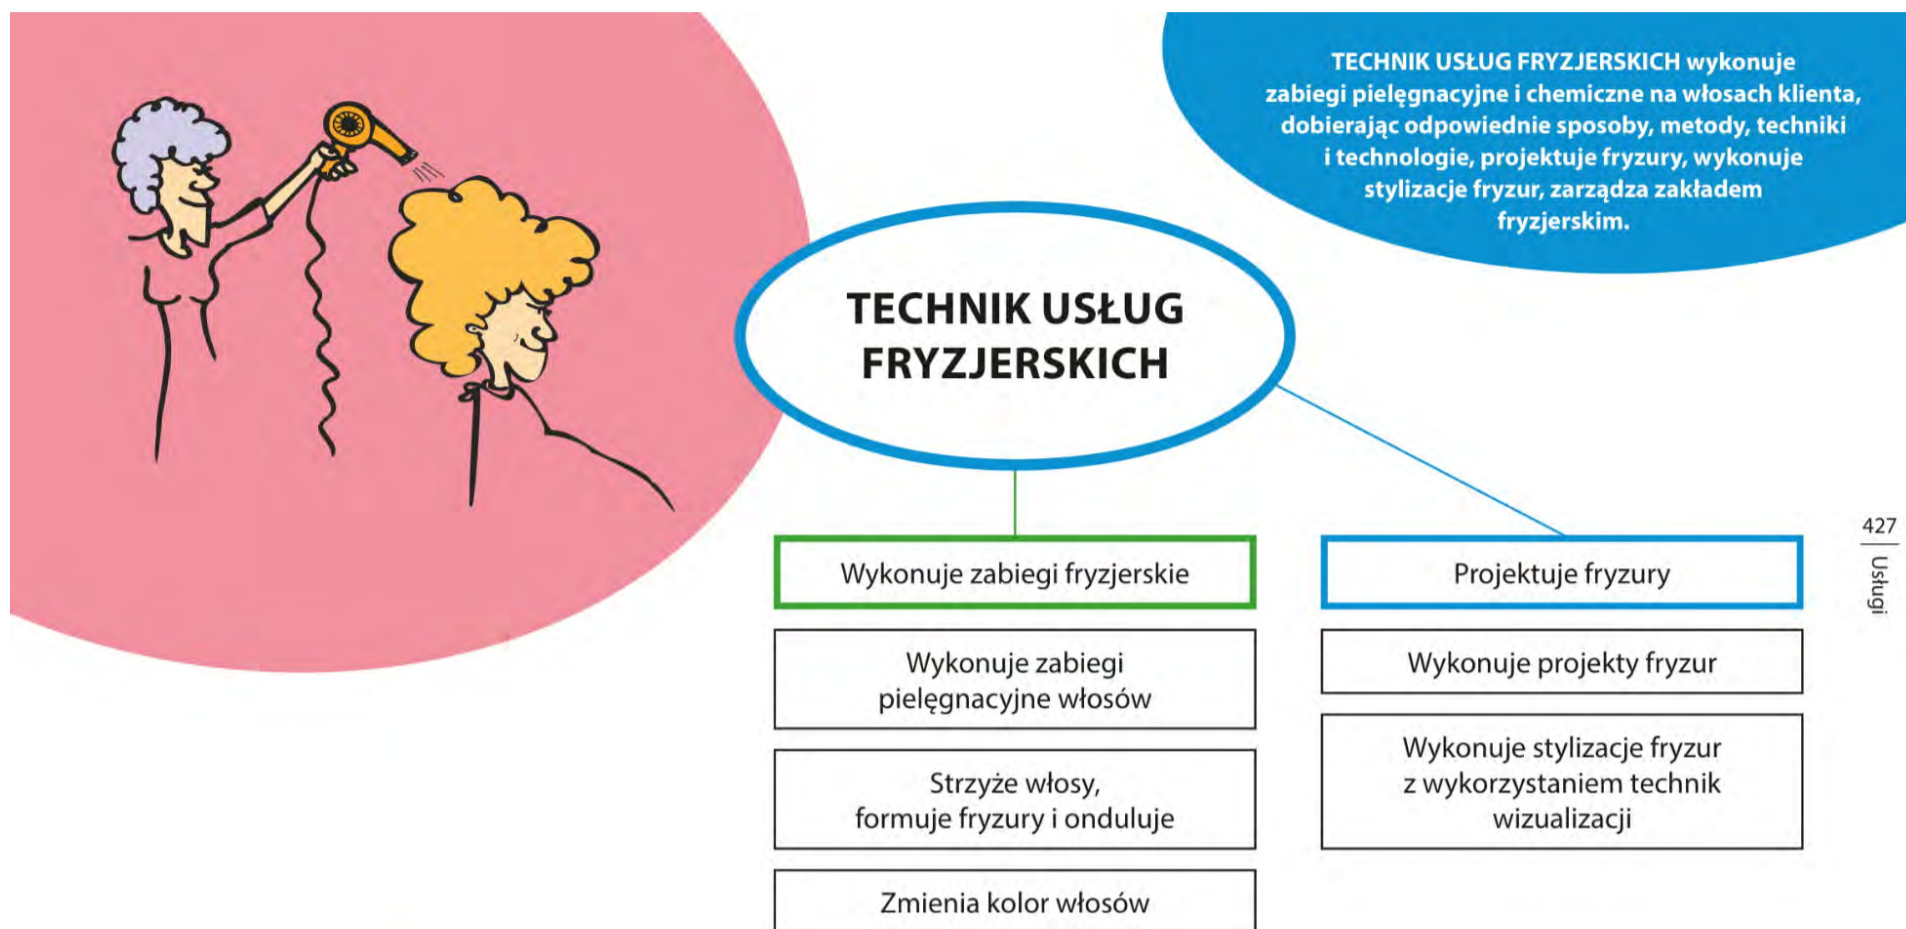 TECHNIK USŁUG FRYZJERSKICH wykonuje
zabiegi pielęgnacyjne i chemiczne na włosach klienta,
dobierając odpowiednie sposoby, metody, techniki
i technologie, projektuje fryzury, wykonuje
stylizacje fryzur, zarządza zakładem
fryzjerskim.
TECHNIK USŁUG
FRYZJERSKICH
Wykonuje zabiegi fryzjerskie
Wykonuje zabiegi
pielęgnacyjne włosów
Strzyże włosy,
formuje fryzury i onduluje
Zmienia kolor włosów
Projektuje fryzury
Wykonuje projekty fryzur
Wykonuje stylizacje fryzur
z wykorzystaniem technik
wizualizacji
427
Usługi